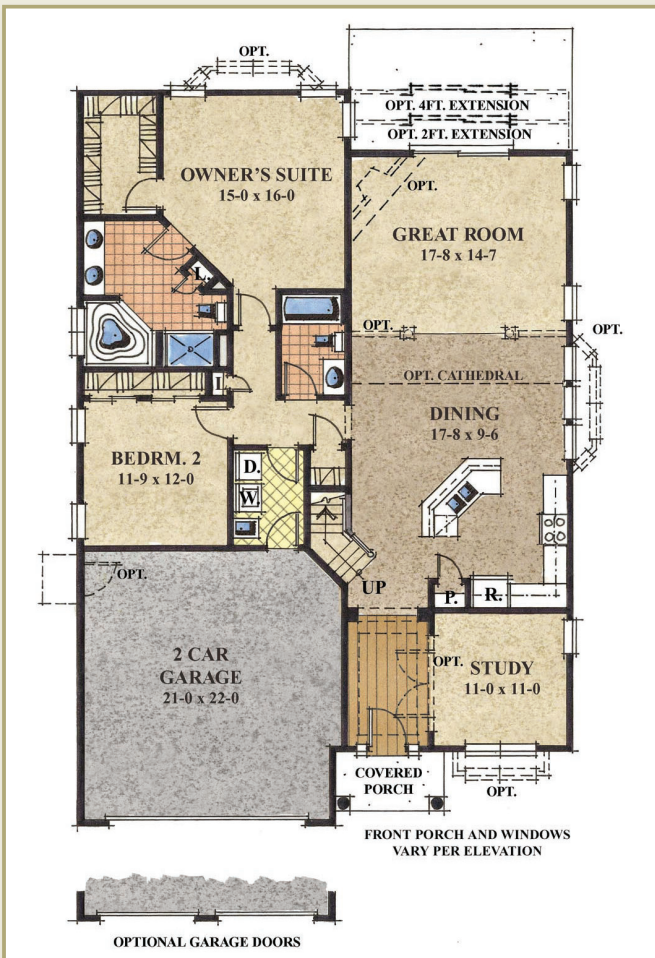 OPT.
OPT. 4FT. EXTENSION
OPT. 2FT. EXTENSION
OWNER'S SUITE
15-0 x 16-0
OPT.
GREAT ROOM
17-8 x 14-7
L.
OPT.
OPT.
OPT. CATHEDRAL
L
DINING
17-8 x 9-6
BEDRM. 2
11-9 x 12-0
D.
W.
OPT.
UP
P.
R.
2 CAR
GARAGE
21-0 x 22-0
OPT.
STUDY
11-0 x 11-0
COVERED
PORCH
OPT.
FRONT PORCH AND WINDOWS
VARY PER ELEVATION
OPTIONAL GARAGE DOORS